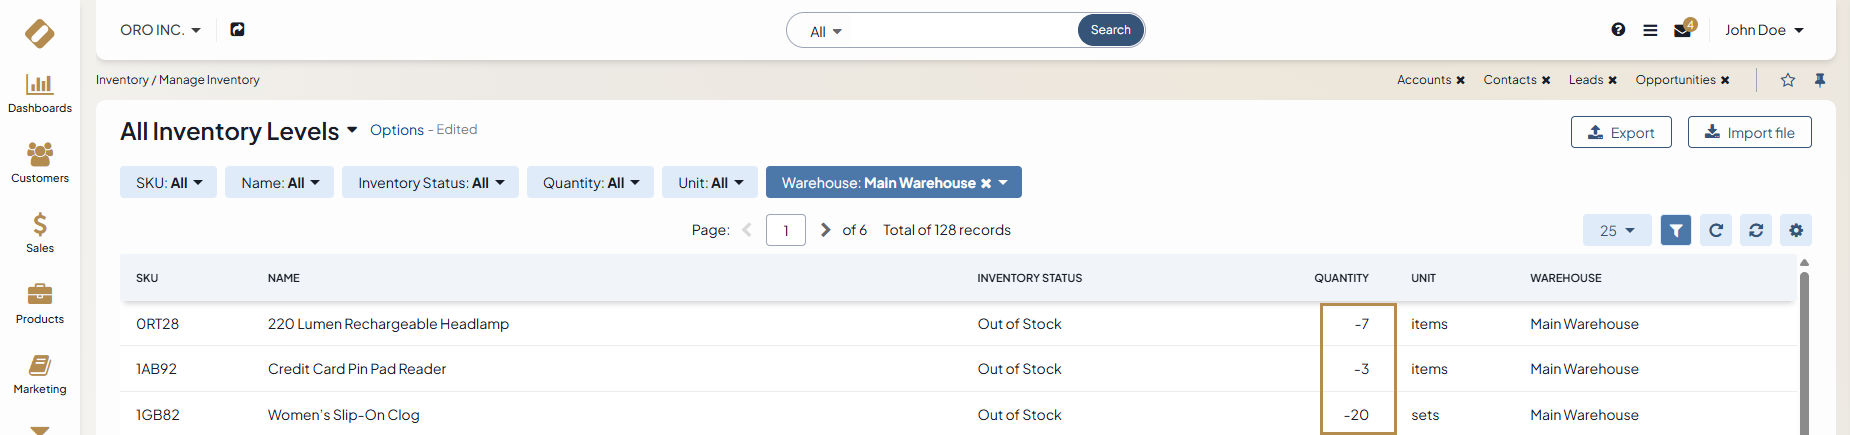 ORO INC.
All
Search
4
John Doe
Dashboards
Customers
Sales
Products
Marketing
Inventory / Manage Inventory
Accounts
Contacts
Leads
Opportunities
All Inventory Levels
Options - Edited
Export
Import file
SKU: All
Name: All
Inventory Status: All
Quantity: All
Unit: All
Warehouse: Main Warehouse
Page:
1
of 6
Total of 128 records
25
SKU NAME INVENTORY STATUS QUANTITY UNIT WAREHOUSE
0RT28 220 Lumen Rechargeable Headlamp Out of Stock -7 items Main Warehouse
1AB92 Credit Card Pin Pad Reader Out of Stock -3 items Main Warehouse
1GB82 Women’s Slip-On Clog Out of Stock -20 sets Main Warehouse